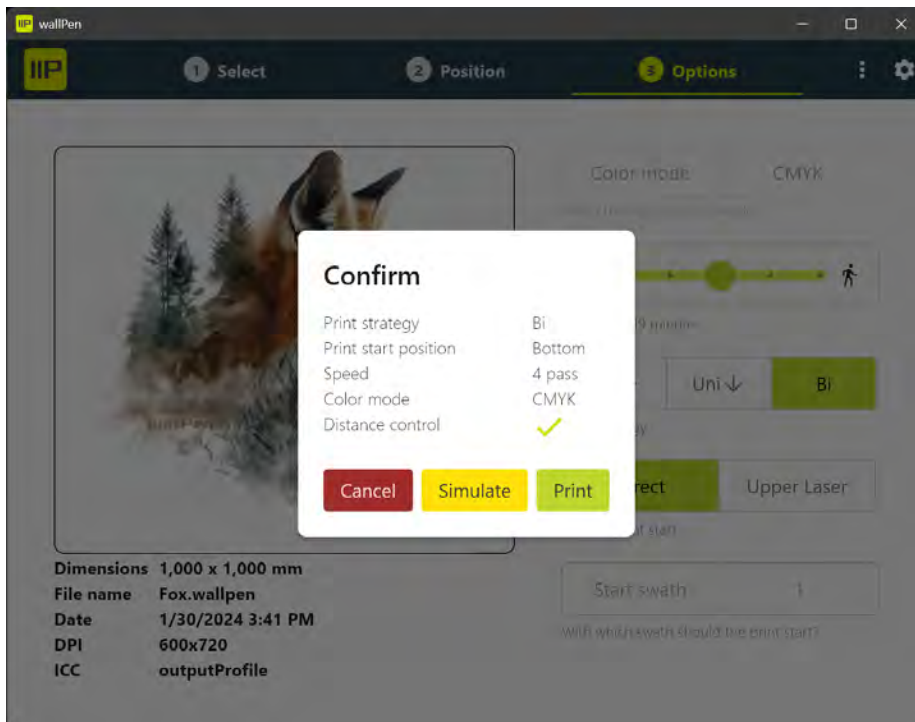 IIP wallPen
IIP
1 Select
2 Position
3 Options
Color mode CMYK
Confirm
Print strategy Bi
Print start position Bottom
Speed 4 pass
Color mode CMYK
Distance control
Cancel Simulate Print
Uni Bi
Upper Laser
Start swath 1
With which swath should the print start?
Dimensions 1,000 x 1,000 mm
File name Fox.wallpen
Date 1/30/2024 3:41 PM
DPI 600x720
ICC outputProfile